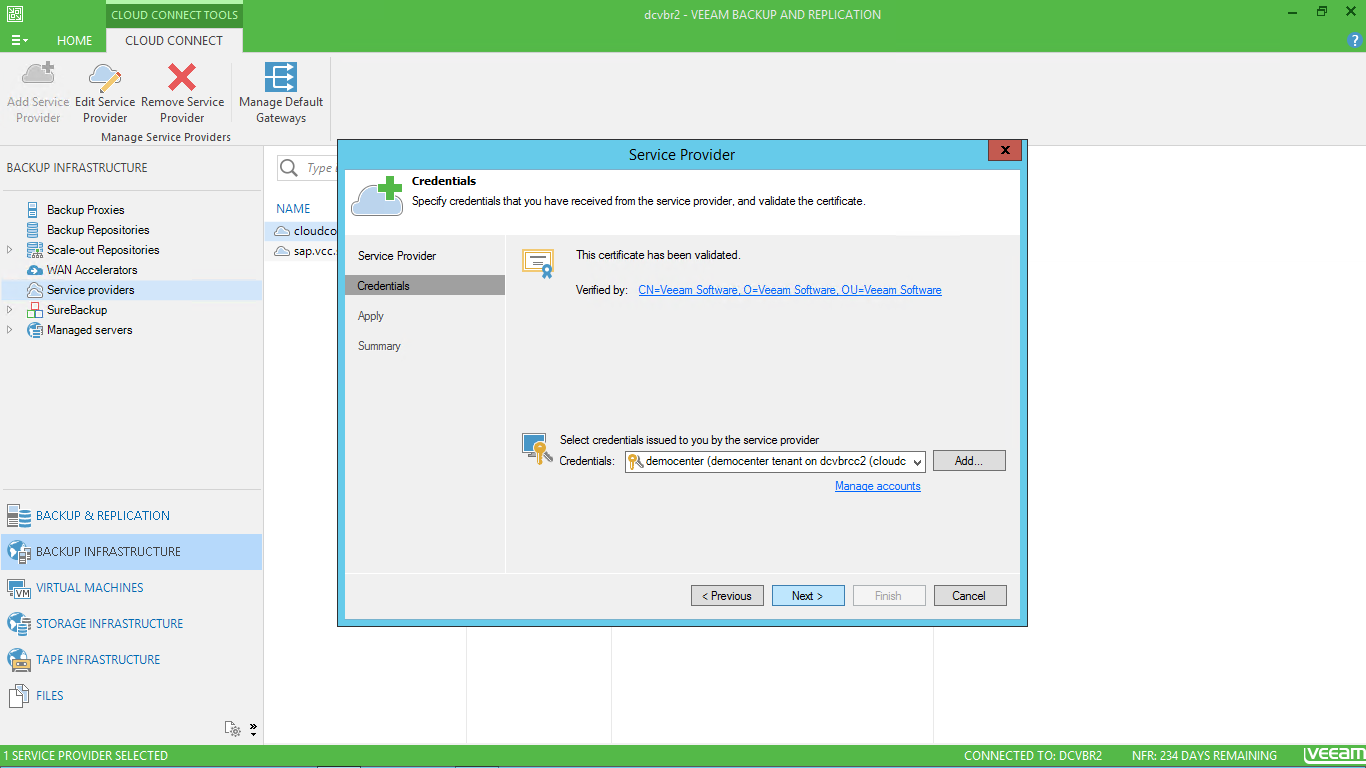 CLOUD CONNECT TOOLS
dcvbr2 - VEEAM BACKUP AND REPLICATION
HOME
CLOUD CONNECT
?
Add Service Provider
Edit Service Provider
Remove Service Provider
Manage Default Gateways
Manage Service Providers
BACKUP INFRASTRUCTURE
Backup Proxies
Backup Repositories
Scale-out Repositories
WAN Accelerators
Service providers
SureBackup
Managed servers
BACKUP & REPLICATION
BACKUP INFRASTRUCTURE
VM
VIRTUAL MACHINES
STORAGE INFRASTRUCTURE
TAPE INFRASTRUCTURE
FILES
Type
NAME
cloudco
sap.vcc.
Service Provider
x
Credentials
Specify credentials that you have received from the service provider, and validate the certificate.
Service Provider
Credentials
Apply
Summary
This certificate has been validated.
Verified by: CN=Veeam Software, O=Veeam Software, OU=Veeam Software
Select credentials issued to you by the service provider
Credentials: democenter (democenter tenant on dcvbrcc2 (cloudc
Add...
Manage accounts
< Previous
Next >
Finish
Cancel
1 SERVICE PROVIDER SELECTED
CONNECTED TO: DCVBR2
NFR: 234 DAYS REMAINING
veeam